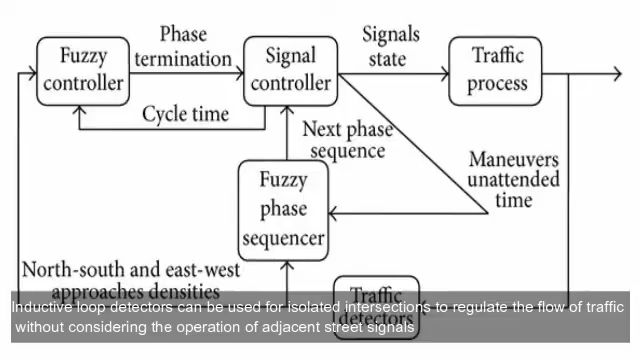 Phase
termination
Signals
state
Fuzzy
controller
Signal
controller
Traffic
process
Cycle time
Next phase
sequence
Maneuvers
unattended
time
Fuzzy
phase
sequencer
North-south and east-west
approaches densities
Traffic
detectors
Inductive loop detectors can be used for isolated intersections to regulate the flow of traffic
without considering the operation of adjacent street signals